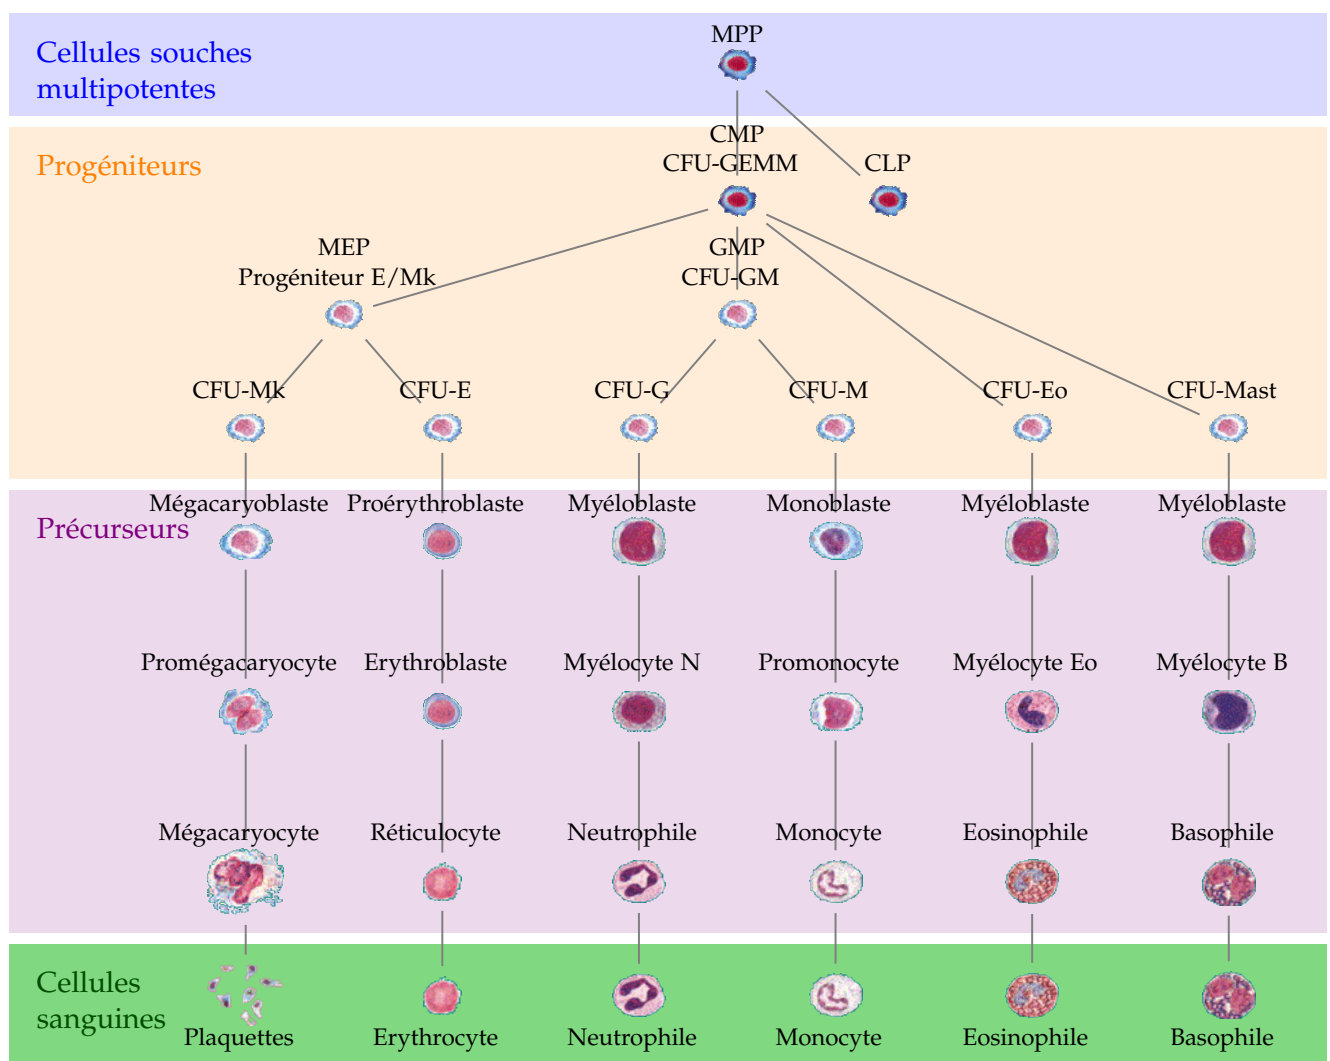 MPP
Cellules souches
multipotentes
CMP
CFU-GEMM
CLP
Progéniteurs
MEP
Progéniteur E/Mk
GMP
CFU-GM
CFU-Mk
CFU-E
CFU-G
CFU-M
CFU-Eo
CFU-Mast
Mégacaryoblaste
Proérythroblaste
Myéloblaste
Monoblaste
Myéloblaste
Myéloblaste
Précurseurs
Promégacaryocyte
Erythroblaste
Myélocyte N
Promonocyte
Myélocyte Eo
Myélocyte B
Mégacaryocyte
Réticulocyte
Neutrophile
Monocyte
Eosinophile
Basophile
Cellules
sanguines
Plaquettes
Erythrocyte
Neutrophile
Monocyte
Eosinophile
Basophile